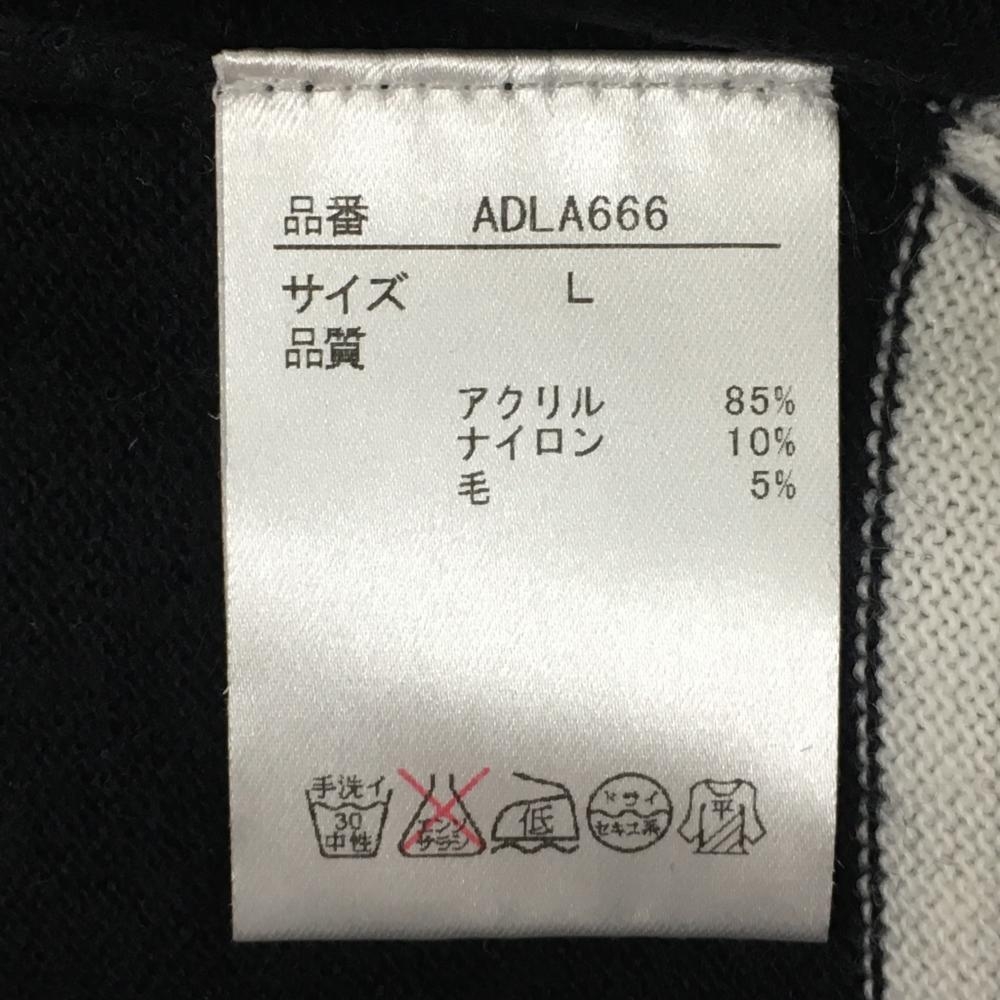 品番 ADLA666
サイズ L
品質
アクリル 85%
ナイロン 10%
毛 5%
手洗イ
30
中性
エンソ
サラシ
低
ドライ
セキユ系
平